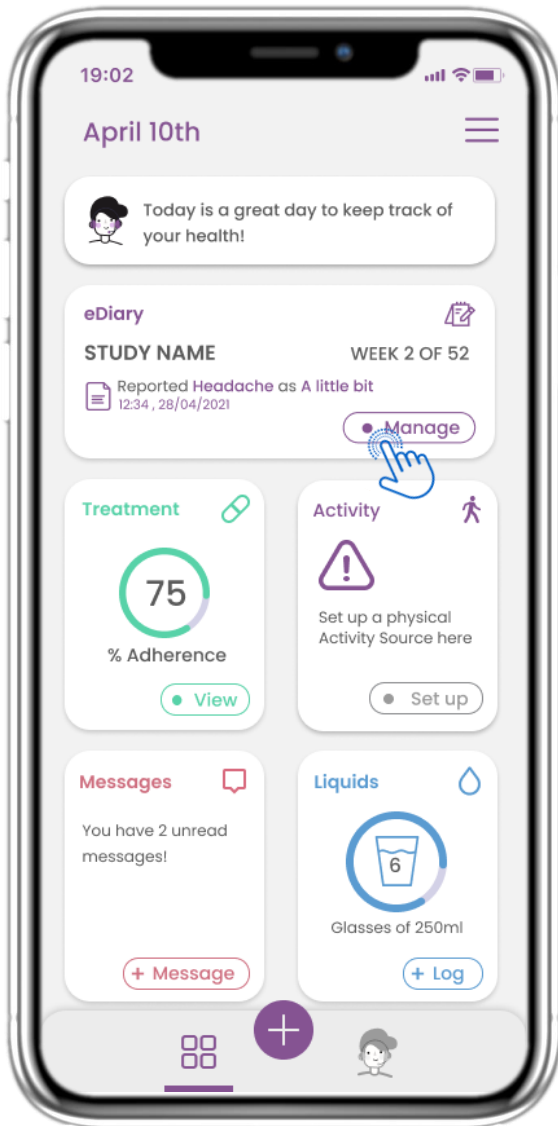 19:02
April 10th
Today is a great day to keep track of
your health!
eDiary
STUDY NAME
WEEK 2 OF 52
Reported Headache as A little bit
12:34 , 28/04/2021
Manage
Treatment
75
% Adherence
View
Activity
Set up a physical
Activity Source here
Set up
Messages
You have 2 unread
messages!
+ Message
Liquids
6
Glasses of 250ml
+ Log